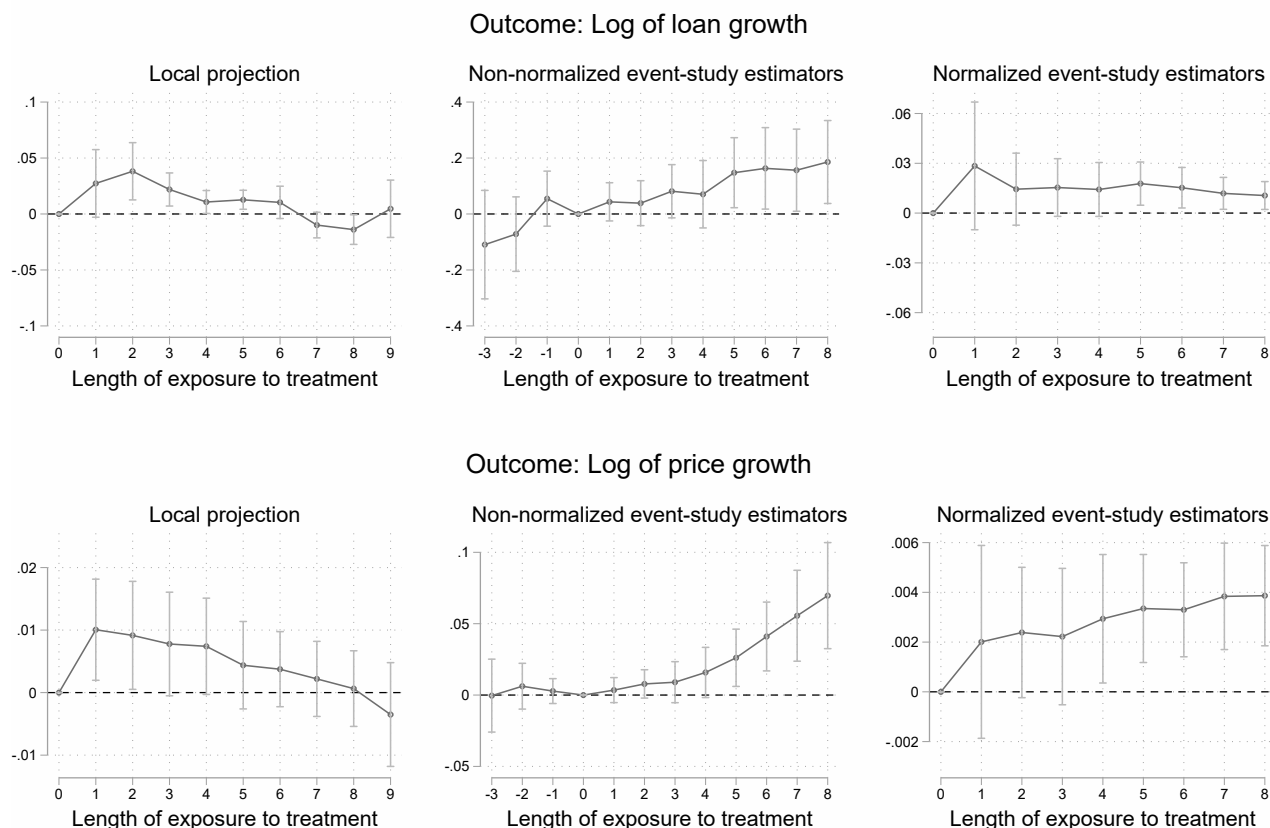 Outcome: Log of loan growth
Local projection
.1
.05
0
-.05
-.1
0 1 2 3 4 5 6 7 8 9
Length of exposure to treatment
Non-normalized event-study estimators
.4
.2
0
-.2
-.4
-3 -2 -1 0 1 2 3 4 5 6 7 8
Length of exposure to treatment
Normalized event-study estimators
.06
.03
0
-.03
-.06
0 1 2 3 4 5 6 7 8
Length of exposure to treatment
Outcome: Log of price growth
Local projection
.02
.01
0
-.01
0 1 2 3 4 5 6 7 8 9
Length of exposure to treatment
Non-normalized event-study estimators
.1
.05
0
-.05
-3 -2 -1 0 1 2 3 4 5 6 7 8
Length of exposure to treatment
Normalized event-study estimators
.006
.004
.002
0
-.002
0 1 2 3 4 5 6 7 8
Length of exposure to treatment